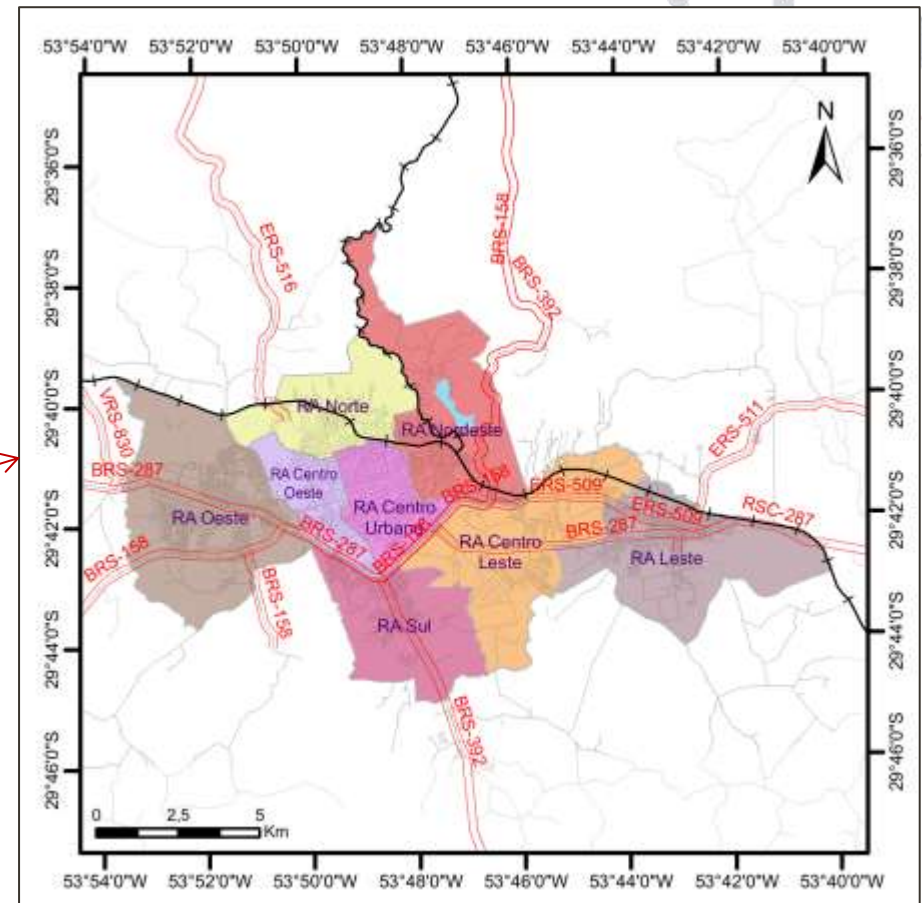 53°54'0"W 53°52'0"W 53°50'0"W 53°48'0"W 53°46'0"W 53°44'0"W 53°42'0"W 53°40'0"W
N
29°36'0"S
29°36'0"S
BRS-158
ERS-516
BRS-392
29°38'0"S
29°38'0"S
29°40'0"S
29°40'0"S
RA Norte
VRS-830
RA Nordeste
ERS-511
BRS-287
RA Centro
Oeste
BRS-158
ERS-509
ERS-509
RSC-287
29°42'0"S
29°42'0"S
RA Oeste
RA Centro
Urbano
BRS-287
BRS-287
RA Centro
Leste
RA Leste
BRS-158
BRS-158
RA Sul
29°44'0"S
29°44'0"S
BRS-392
29°46'0"S
29°46'0"S
0 2,5 5
Km
53°54'0"W 53°52'0"W 53°50'0"W 53°48'0"W 53°46'0"W 53°44'0"W 53°42'0"W 53°40'0"W